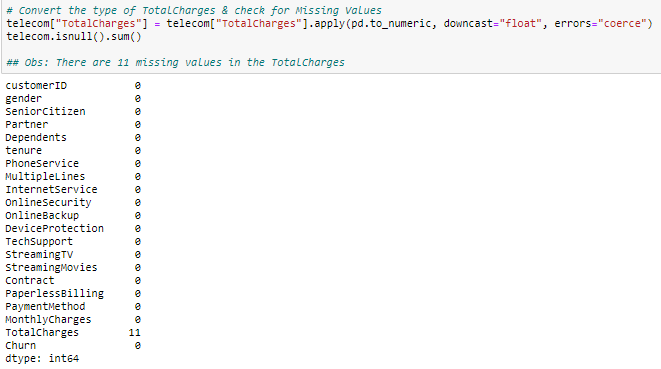 # Convert the type of TotalCharges & check for Missing Values
telecom["TotalCharges"] = telecom["TotalCharges"].apply(pd.to_numeric, downcast="float", errors="coerce")
telecom.isnull().sum()
## Obs: There are 11 missing values in the TotalCharges
customerID 0
gender 0
SeniorCitizen 0
Partner 0
Dependents 0
tenure 0
PhoneService 0
MultipleLines 0
InternetService 0
OnlineSecurity 0
OnlineBackup 0
DeviceProtection 0
TechSupport 0
StreamingTV 0
StreamingMovies 0
Contract 0
PaperlessBilling 0
PaymentMethod 0
MonthlyCharges 0
TotalCharges 11
Churn 0
dtype: int64